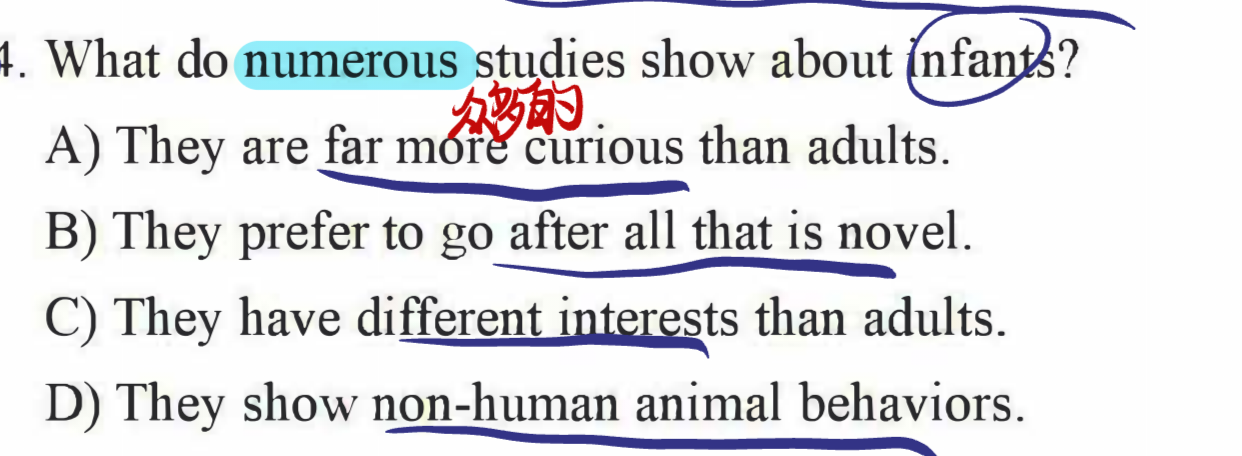 4. What do numerous studies show about infants?
众多的
A) They are far more curious than adults.
B) They prefer to go after all that is novel.
C) They have different interests than adults.
D) They show non-human animal behaviors.